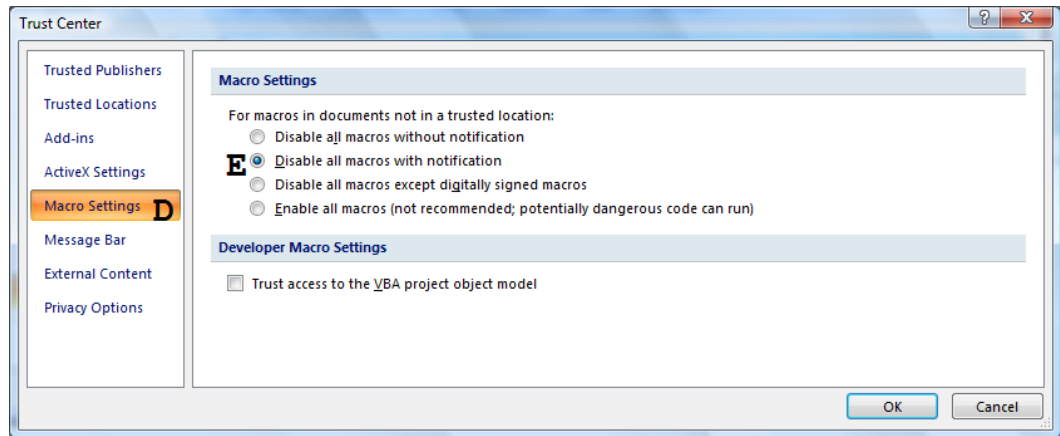 Trust Center
Trusted Publishers
Trusted Locations
Add-ins
ActiveX Settings
Macro Settings D
Message Bar
External Content
Privacy Options
Macro Settings
For macros in documents not in a trusted location:
Disable all macros without notification
E Disable all macros with notification
Disable all macros except digitally signed macros
Enable all macros (not recommended; potentially dangerous code can run)
Developer Macro Settings
Trust access to the VBA project object model
OK Cancel